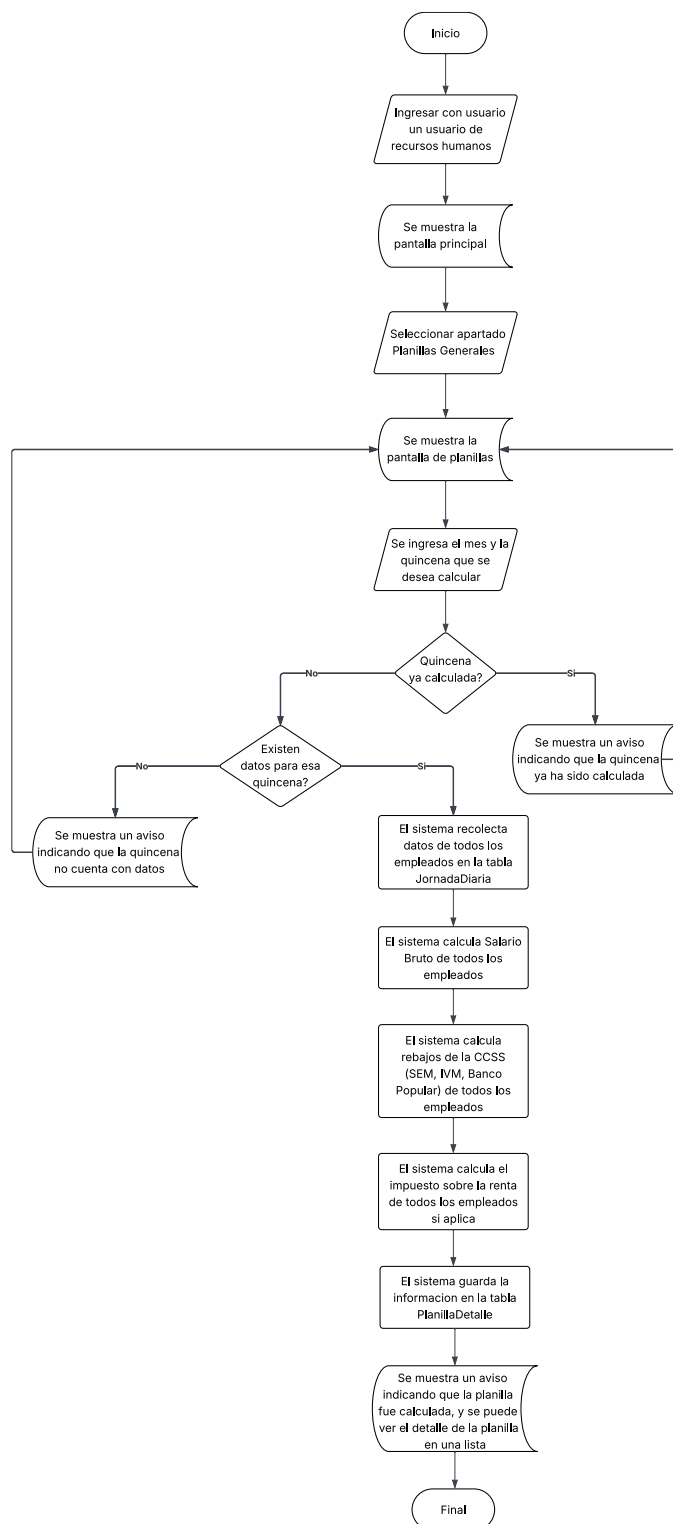 Inicio
Ingresar con usuario
un usuario de
recursos humanos
Se muestra la
pantalla principal
Seleccionar apartado
Planillas Generales
Se muestra la
pantalla de planillas
Se ingresa el mes y la
quincena que se
desea calcular
Quincena
ya calculada?
No
Si
Existen
datos para esa
quincena?
Se muestra un aviso
indicando que la quincena
ya ha sido calculada
No
Si
Se muestra un aviso
indicando que la quincena
no cuenta con datos
El sistema recolecta
datos de todos los
empleados en la tabla
JornadaDiaria
El sistema calcula Salario
Bruto de todos los
empleados
El sistema calcula
rebajos de la CCSS
(SEM, IVM, Banco
Popular) de todos los
empleados
El sistema calcula el
impuesto sobre la renta
de todos los empleados
si aplica
El sistema guarda la
informacion en la tabla
PlanillaDetalle
Se muestra un aviso
indicando que la planilla
fue calculada, y se puede
ver el detalle de la planilla
en una lista
Final